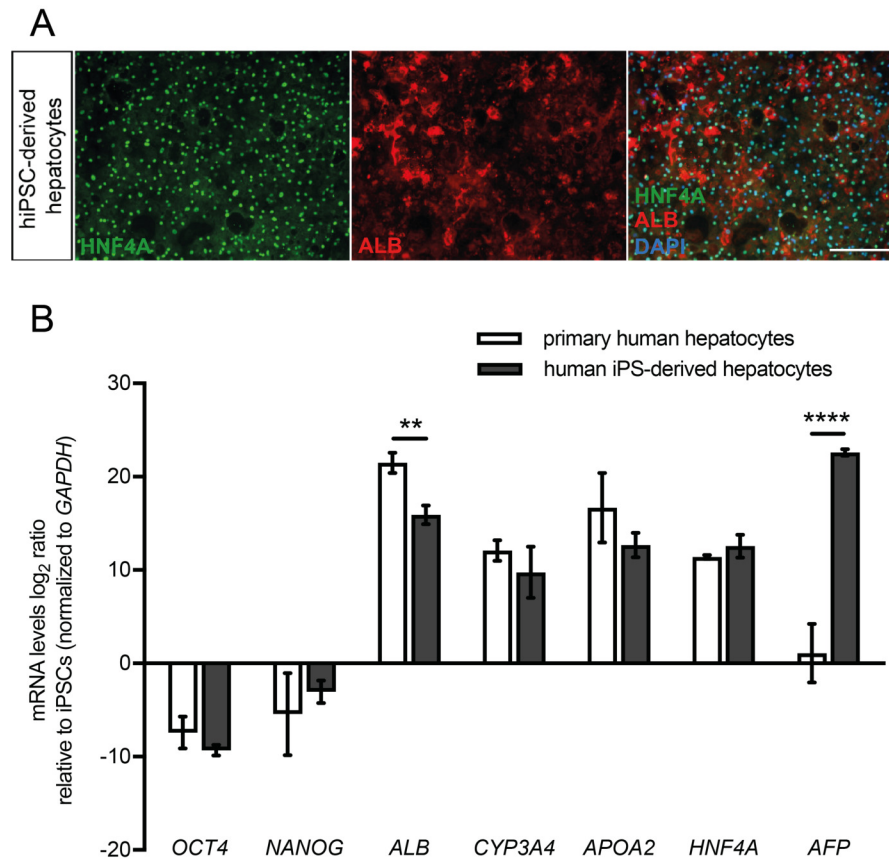 A
hiPSC-derived
hepatocytes
HNF4A
ALB
HNF4A
ALB
DAPI
B
primary human hepatocytes
human iPS-derived hepatocytes
mRNA levels log₂ ratio
relative to iPSCs (normalized to GAPDH)
30
20
10
0
-10
-20
**
****
OCT4 NANOG ALB CYP3A4 APOA2 HNF4A AFP